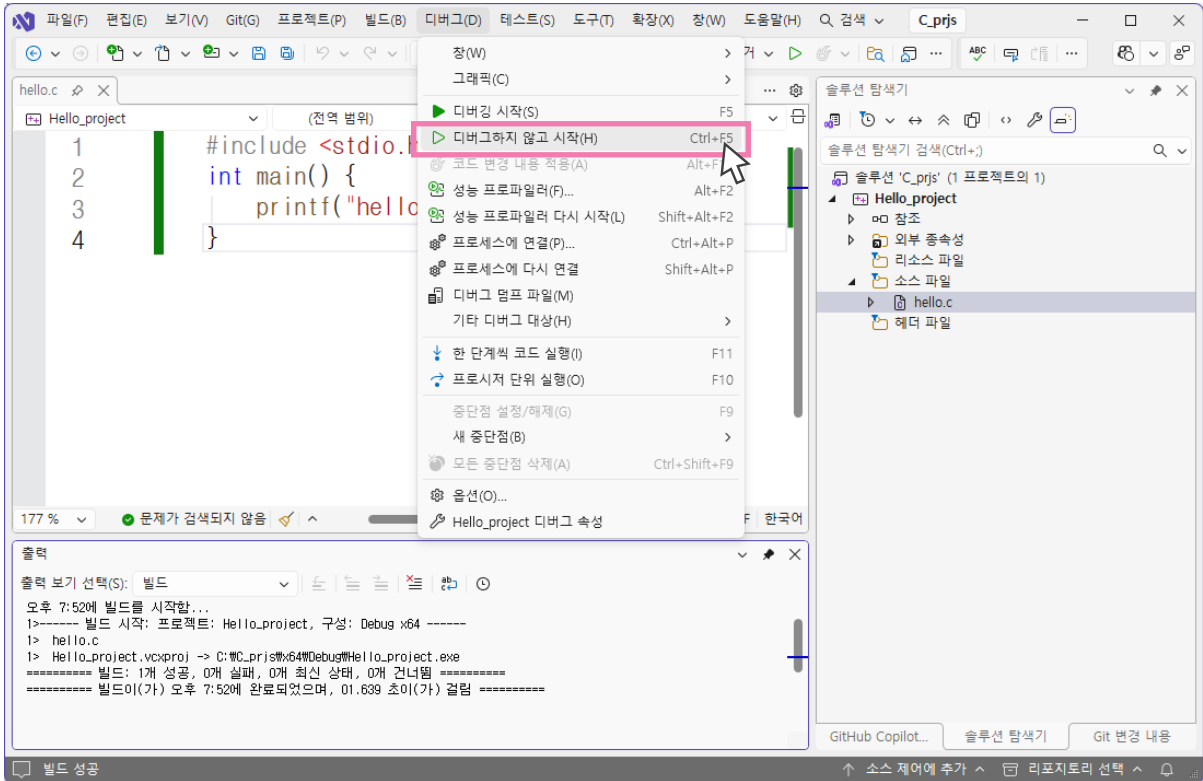 파일(F) 편집(E) 보기(V) Git(G) 프로젝트(P) 빌드(B) 디버그(D) 테스트(S) 도구(T) 확장(X) 창(W) 도움말(H) 검색 C_prjs
거
hello.c
Hello_project (전역 범위)
1 #include <stdio.h
2 int main() {
3 printf("hello
4 }
창(W)
그래픽(C)
디버깅 시작(S) F5
디버그하지 않고 시작(H) Ctrl+F5
코드 변경 내용 적용(A) Alt+F
성능 프로파일러(F)... Alt+F2
성능 프로파일러 다시 시작(L) Shift+Alt+F2
프로세스에 연결(P)... Ctrl+Alt+P
프로세스에 다시 연결 Shift+Alt+P
디버그 덤프 파일(M)
기타 디버그 대상(H)
한 단계씩 코드 실행(I) F11
프로시저 단위 실행(O) F10
중단점 설정/해제(G) F9
새 중단점(B)
모든 중단점 삭제(A) Ctrl+Shift+F9
옵션(O)...
Hello_project 디버그 속성
솔루션 탐색기
솔루션 탐색기 검색(Ctrl+;)
솔루션 'C_prjs' (1 프로젝트의 1)
Hello_project
참조
외부 종속성
리소스 파일
소스 파일
hello.c
헤더 파일
177 % 문제가 검색되지 않음 F 한국어
출력
출력 보기 선택(S): 빌드
오후 7:52에 빌드를 시작함...
1>------ 빌드 시작: 프로젝트: Hello_project, 구성: Debug x64 ------
1> hello.c
1> Hello_project.vcxproj -> C:₩C_prjs₩x64₩Debug₩Hello_project.exe
========== 빌드: 1개 성공, 0개 실패, 0개 최신 상태, 0개 건너뜀 ==========
========== 빌드이(가) 오후 7:52에 완료되었으며, 01.639 초이(가) 걸림 ==========
GitHub Copilot... 솔루션 탐색기 Git 변경 내용
빌드 성공 소스 제어에 추가 리포지토리 선택